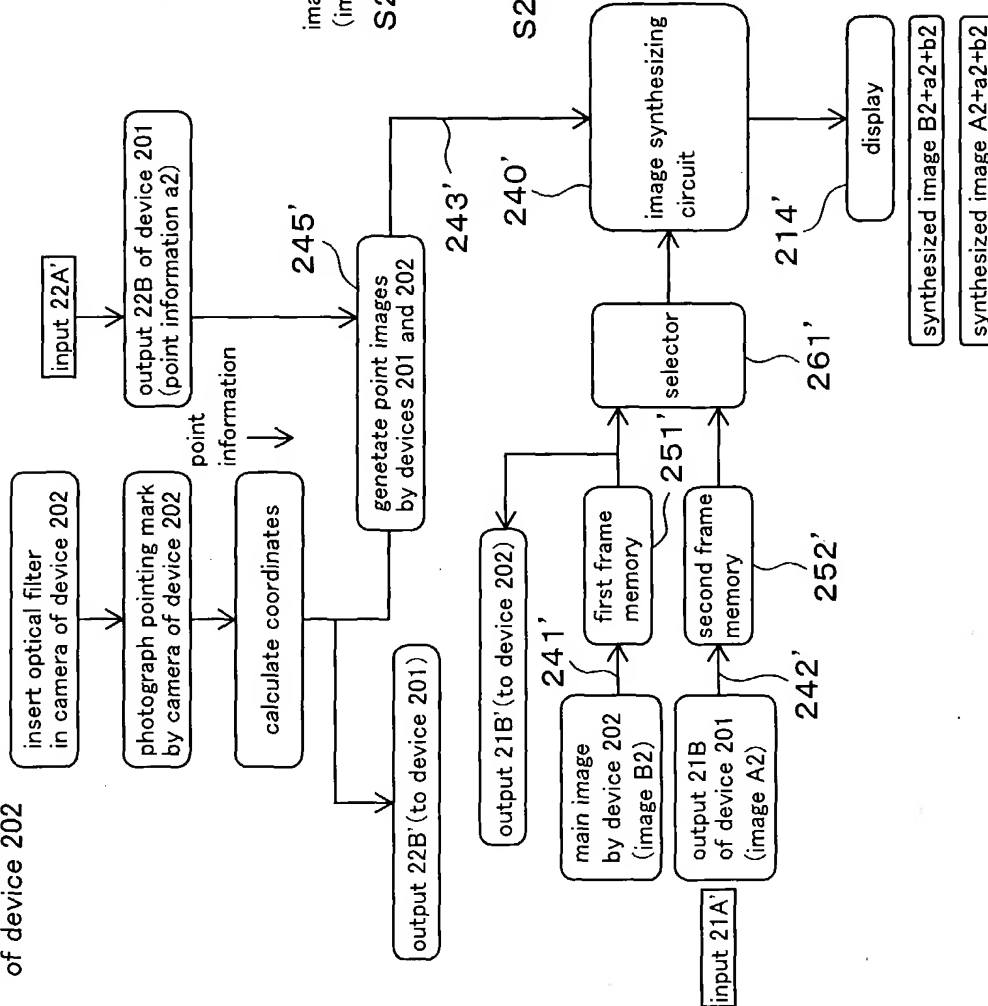 of device 202
insert optical filter
in camera of device 202
photograph pointing mark
by camera of device 202
calculate coordinates
input 22A'
output 22B of device 201
(point information a2)
point
information
245'
genetate point images
by devices 201 and 202
output 22B'(to device 201)
243'
output 21B'(to device 202)
240'
241'
main image
by device 202
(image B2)
first frame
memory
251'
selector
image synthesizing
circuit
input 21A'
output 21B
of device 201
(image A2)
242'
second frame
memory
252'
261'
214'
display
synthesized image B2+a2+b2
synthesized image A2+a2+b2
ima
(im
S2
S2